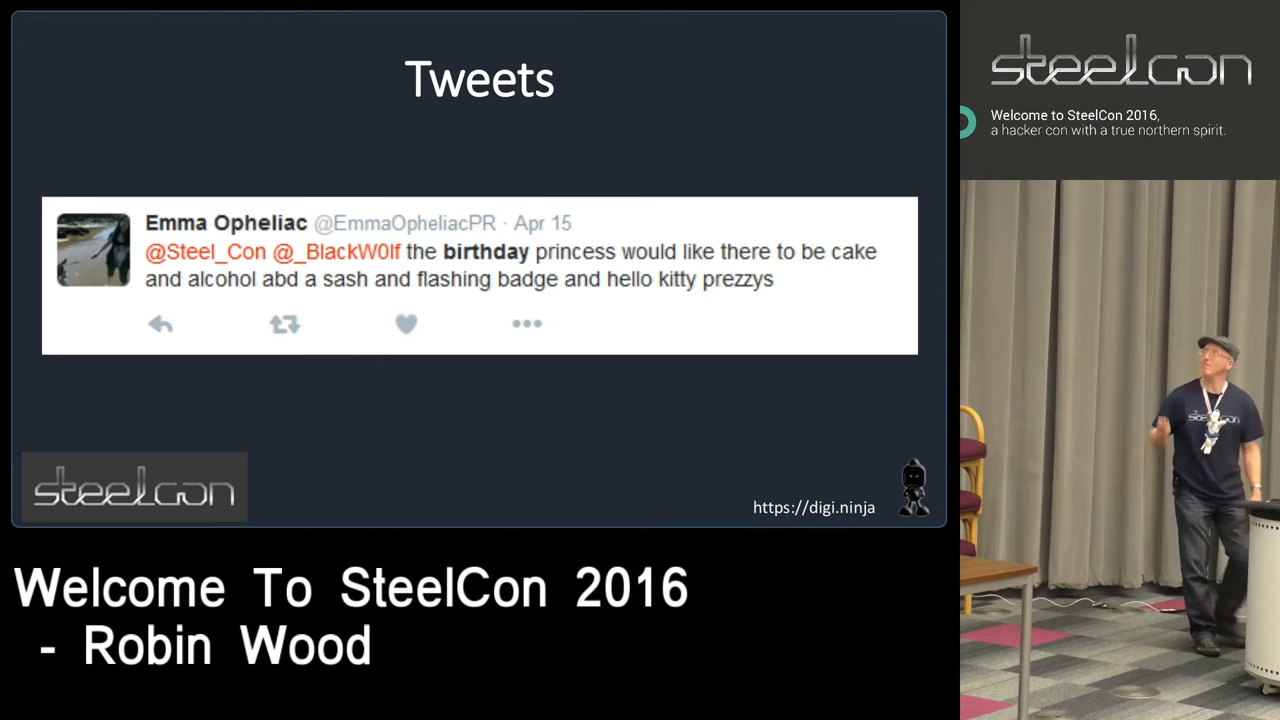 Tweets
Emma Opheliac @EmmaOpheliacPR · Apr 15
@Steel_Con @_BlackW0lf the birthday princess would like there to be cake
and alcohol abd a sash and flashing badge and hello kitty prezzys
steelcon
https://digi.ninja
Welcome To SteelCon 2016
- Robin Wood
steelcon
Welcome to SteelCon 2016,
a hacker con with a true northern spirit.
steelcon